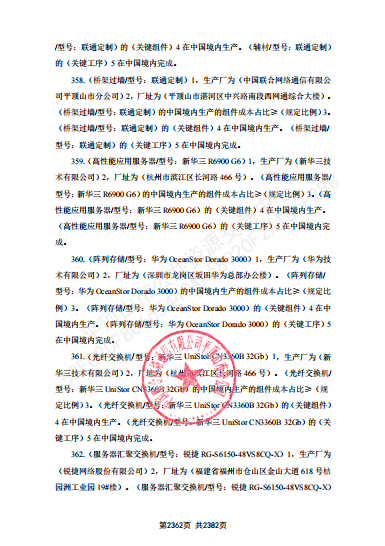 /型号：联通定制）的（关键组件）4 在中国境内生产。（辅材/型号：联通定制）
的（关键工序）5 在中国境内完成。
358.（桥架过墙/型号：联通定制）1，生产厂为（中国联合网络通信有限公
司平顶山市分公司）2，厂址为（平顶山市湛河区中兴路南段西网通综合大楼）。
（桥架过墙/型号：联通定制）的中国境内生产的组件成本占比≥（规定比例）3。
（桥架过墙/型号：联通定制）的（关键组件）4 在中国境内生产。（桥架过墙/
型号：联通定制）的（关键工序）5 在中国境内完成。
359.（高性能应用服务器/型号：新华三 R6900 G6）1，生产厂为（新华三技
术有限公司）2，厂址为（杭州市滨江区长河路 466 号）。（高性能应用服务器/
型号：新华三 R6900 G6）的中国境内生产的组件成本占比≥（规定比例）3。（高
性能应用服务器/型号：新华三 R6900 G6）的（关键组件）4 在中国境内生产。
（高性能应用服务器/型号：新华三 R6900 G6）的（关键工序）5 在中国境内完
成。
360.（阵列存储/型号：华为 OceanStor Dorado 3000）1，生产厂为（华为技
术有限公司）2，厂址为（深圳市龙岗区坂田华为总部办公楼）。（阵列存储/
型号：华为 OceanStor Dorado 3000）的中国境内生产的组件成本占比≥（规定比
例）3。（阵列存储/型号：华为 OceanStor Dorado 3000）的（关键组件）4 在中
国境内生产。（阵列存储/型号：华为 OceanStor Dorado 3000）的（关键工序）5
在中国境内完成。
361.（光纤交换机/型号：新华三 UniStor CN3360B 32Gb）1，生产厂为（新
华三技术有限公司）2，厂址为（杭州市滨江区长河路 466 号）。（光纤交换机/
型号：新华三 UniStor CN3360B 32Gb）的中国境内生产的组件成本占比≥（规
定比例）3。（光纤交换机/型号：新华三 UniStor CN3360B 32Gb）的（关键组件）
4 在中国境内生产。（光纤交换机/型号：新华三 UniStor CN3360B 32Gb）的（关
键工序）5 在中国境内完成。
362.（服务器汇聚交换机/型号：锐捷 RG-S6150-48VS8CQ-X）1，生产厂为
（锐捷网络股份有限公司）2，厂址为（福建省福州市仓山区金山大道 618 号桔
园洲工业园 19#楼）。（服务器汇聚交换机/型号：锐捷 RG-S6150-48VS8CQ-X）
第2362页 共2382页